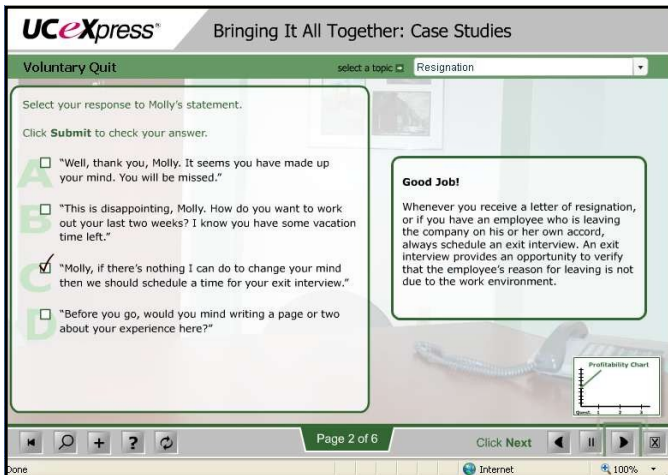 UCeXpress® Bringing It All Together: Case Studies
Voluntary Quit select a topic Resignation
Select your response to Molly's statement.
Click Submit to check your answer.
A "Well, thank you, Molly. It seems you have made up
your mind. You will be missed."
B "This is disappointing, Molly. How do you want to work
out your last two weeks? I know you have some vacation
time left."
C "Molly, if there's nothing I can do to change your mind
then we should schedule a time for your exit interview."
D "Before you go, would you mind writing a page or two
about your experience here?"
Good Job!
Whenever you receive a letter of resignation,
or if you have an employee who is leaving
the company on his or her own accord,
always schedule an exit interview. An exit
interview provides an opportunity to verify
that the employee's reason for leaving is not
due to the work environment.
Profitability Chart
Quest. 1 2 3
Page 2 of 6 Click Next
Done Internet 100%